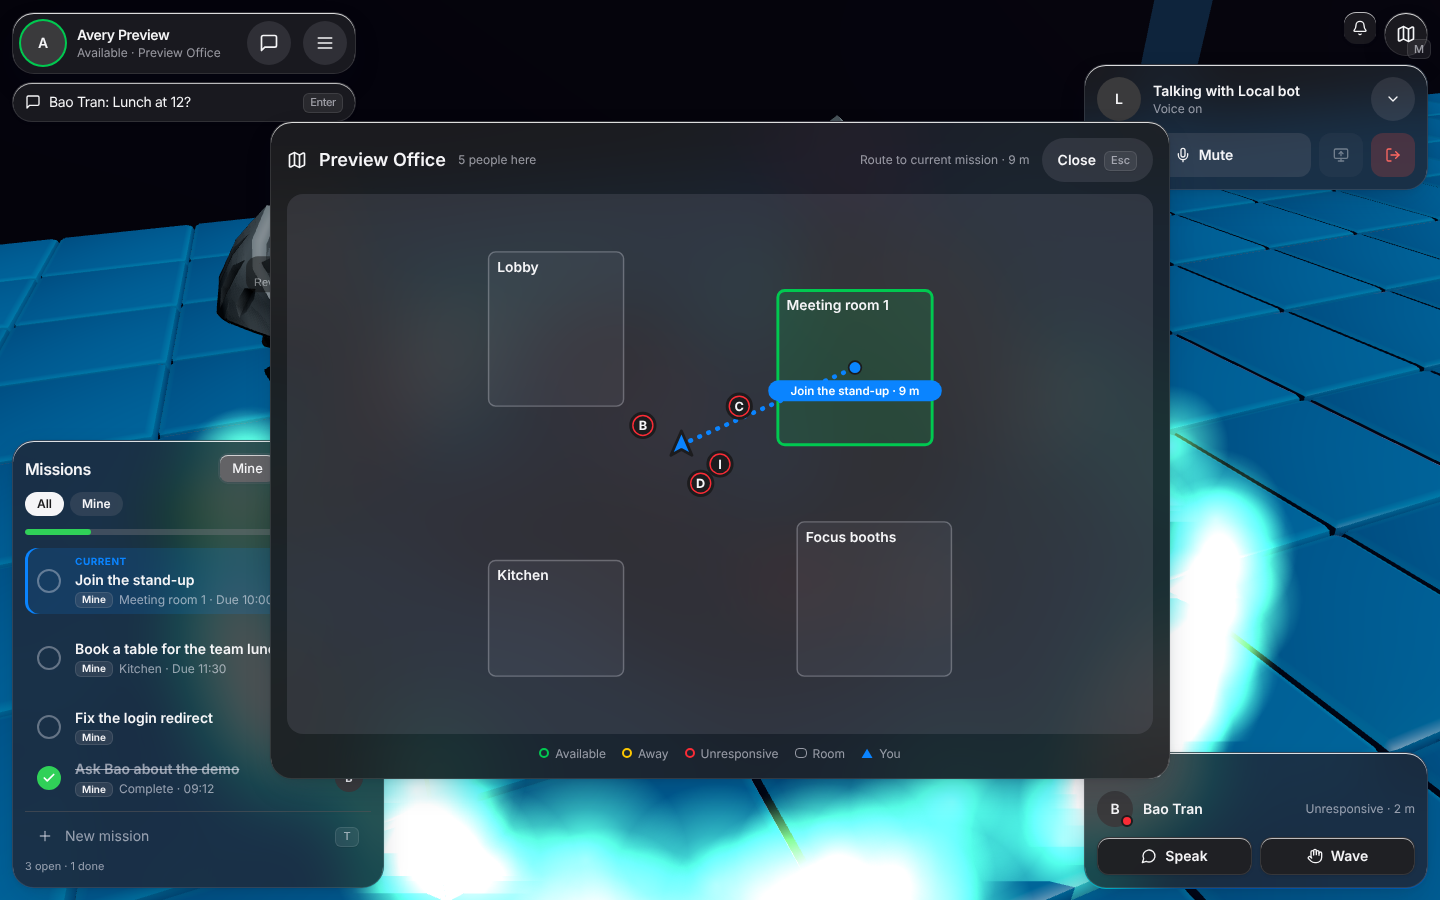 A
Avery Preview
Available · Preview Office
Bao Tran: Lunch at 12?
Enter
M
L
Talking with Local bot
Voice on
Mute
Preview Office
5 people here
Route to current mission · 9 m
Close
Esc
Lobby
Meeting room 1
Join the stand-up · 9 m
B
C
I
D
Focus booths
Kitchen
Available
Away
Unresponsive
Room
You
Missions
Mine
All
Mine
CURRENT
Join the stand-up
Mine
Meeting room 1 · Due 10:00
Book a table for the team
Mine
Kitchen · Due 11:30
Fix the login redirect
Mine
Ask Bao about the demo
Mine
Complete · 09:12
New mission
T
3 open · 1 done
B
Bao Tran
Unresponsive · 2 m
Speak
Wave